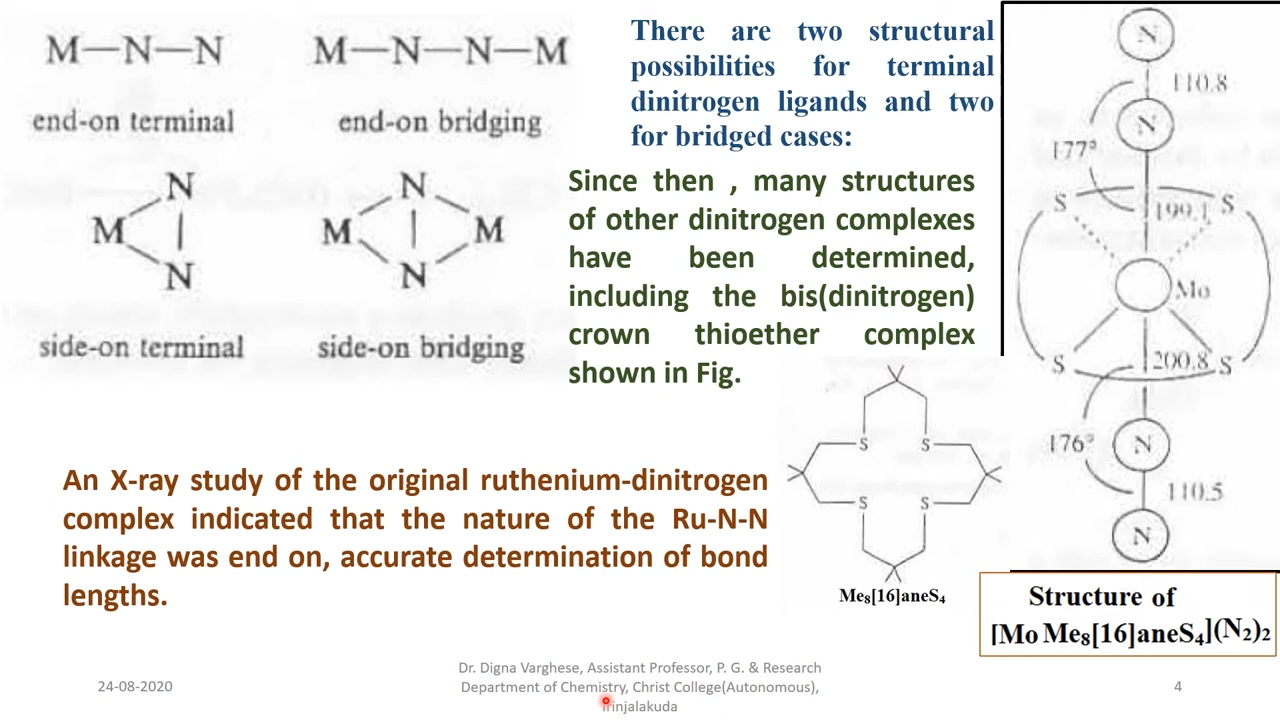 M—N—N
M—N—N—M
end-on terminal
end-on bridging
N
M
N
side-on terminal
N
M
M
N
side-on bridging
There are two structural
possibilities for terminal
dinitrogen ligands and two
for bridged cases:
Since then , many structures
of other dinitrogen complexes
have been determined,
including the bis(dinitrogen)
crown thioether complex
shown in Fig.
N
110.8
N
177°
S
199.1
S
Mo
S
200.8
S
176°
N
110.5
N
S
S
S
S
Me₈[16]aneS₄
An X-ray study of the original ruthenium-dinitrogen
complex indicated that the nature of the Ru-N-N
linkage was end on, accurate determination of bond
lengths.
Structure of
[Mo Me₈[16]aneS₄](N₂)₂
24-08-2020
Dr. Digna Varghese, Assistant Professor, P. G. & Research
Department of Chemistry, Christ College(Autonomous),
Irinjalakuda
4